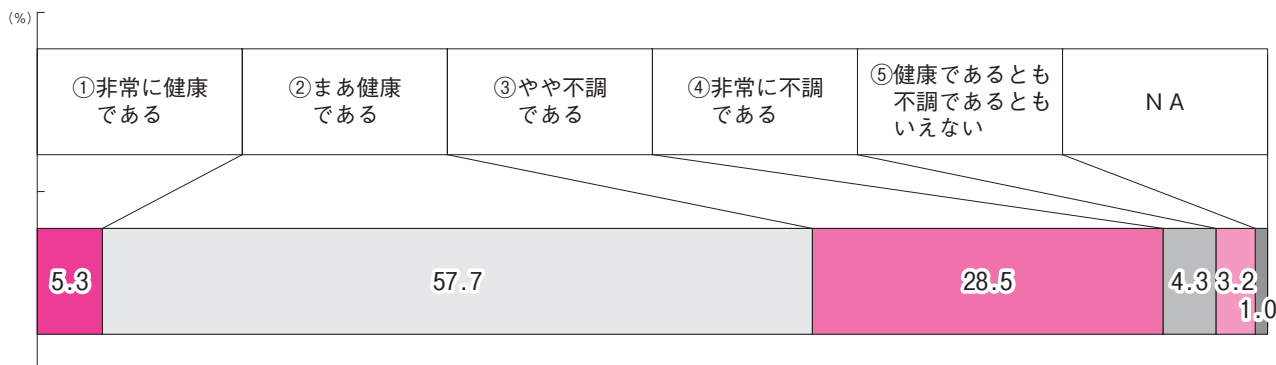 (%)
①非常に健康
である
②まあ健康
である
③やや不調
である
④非常に不調
である
⑤健康であるとも
不調であるとも
いえない
ＮＡ
5.3
57.7
28.5
4.3
3.2
1.0